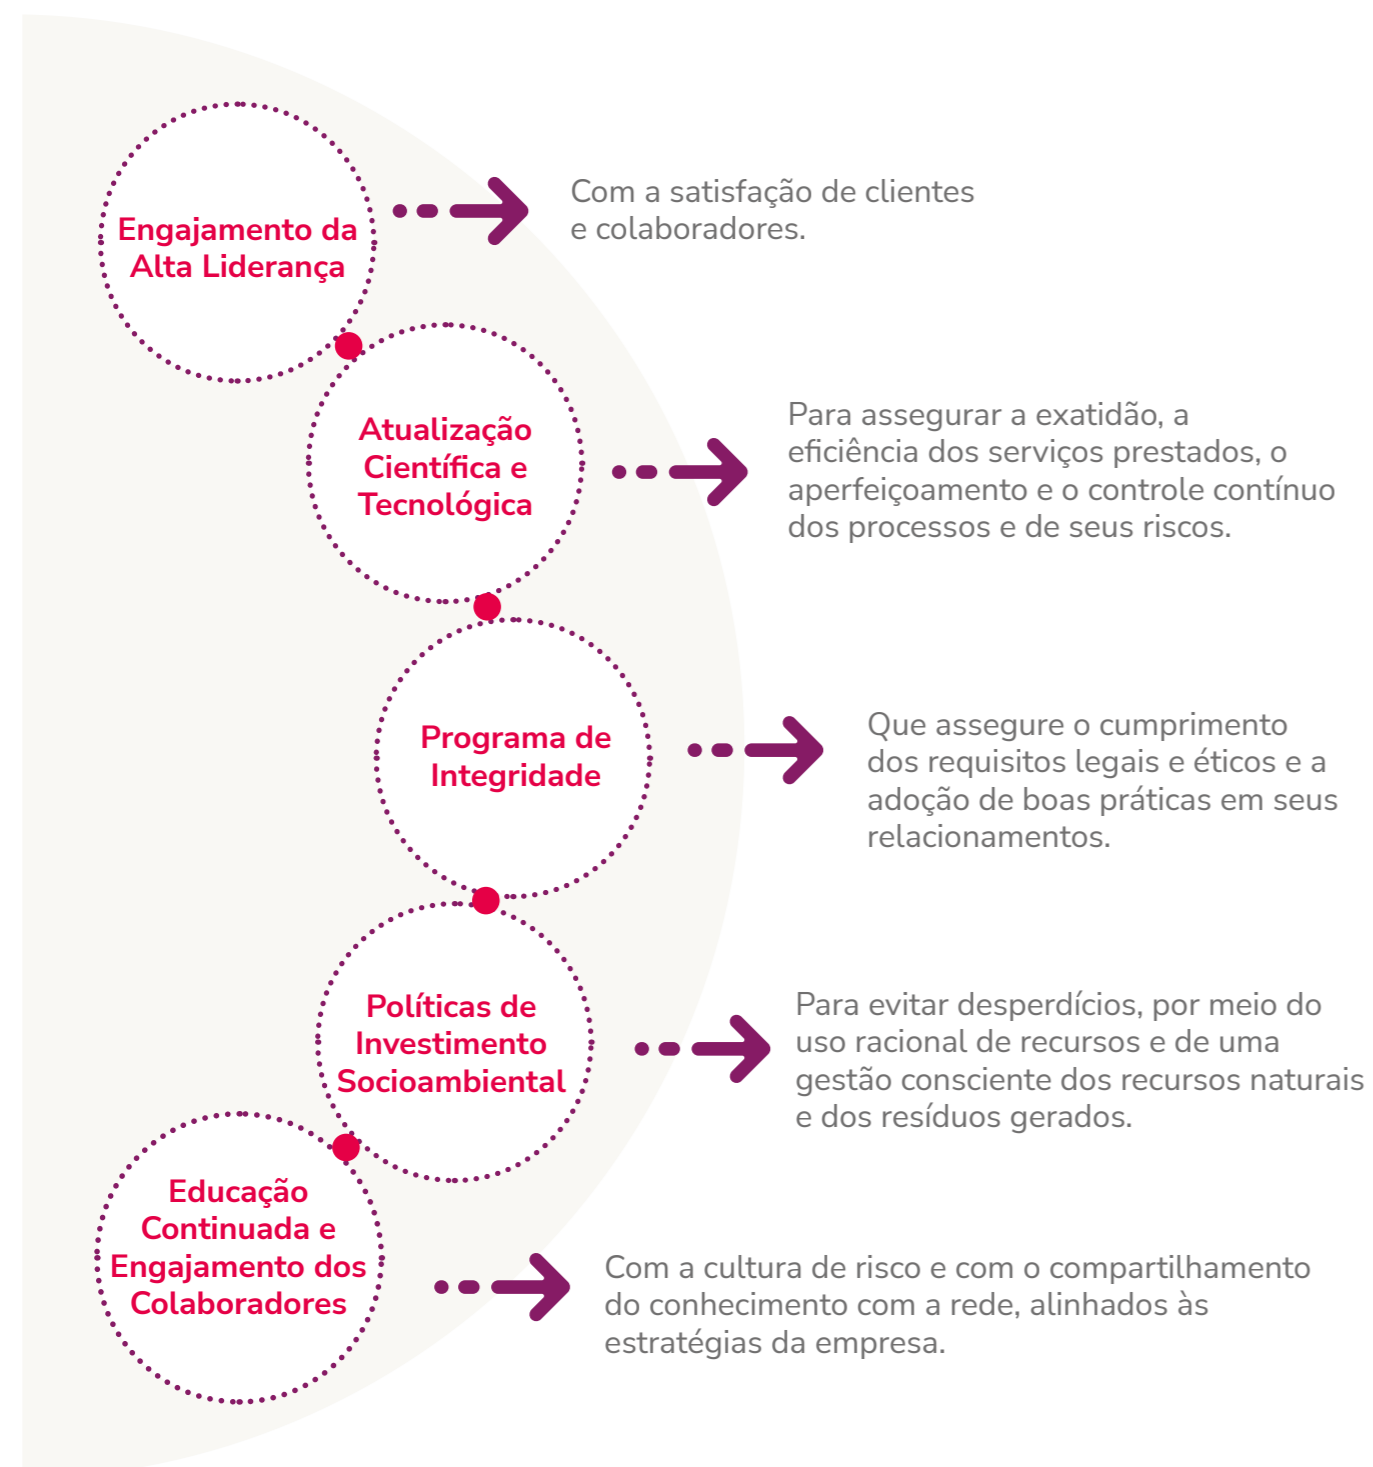 Engajamento da
Alta Liderança
Com a satisfação de clientes
e colaboradores.
Atualização
Científica e
Tecnológica
Para assegurar a exatidão, a
eficiência dos serviços prestados, o
aperfeiçoamento e o controle contínuo
dos processos e de seus riscos.
Programa de
Integridade
Que assegure o cumprimento
dos requisitos legais e éticos e a
adoção de boas práticas em seus
relacionamentos.
Políticas de
Investimento
Socioambiental
Para evitar desperdícios, por meio do
uso racional de recursos e de uma
gestão consciente dos recursos naturais
e dos resíduos gerados.
Educação
Continuada e
Engajamento dos
Colaboradores
Com a cultura de risco e com o compartilhamento
do conhecimento com a rede, alinhados às
estratégias da empresa.